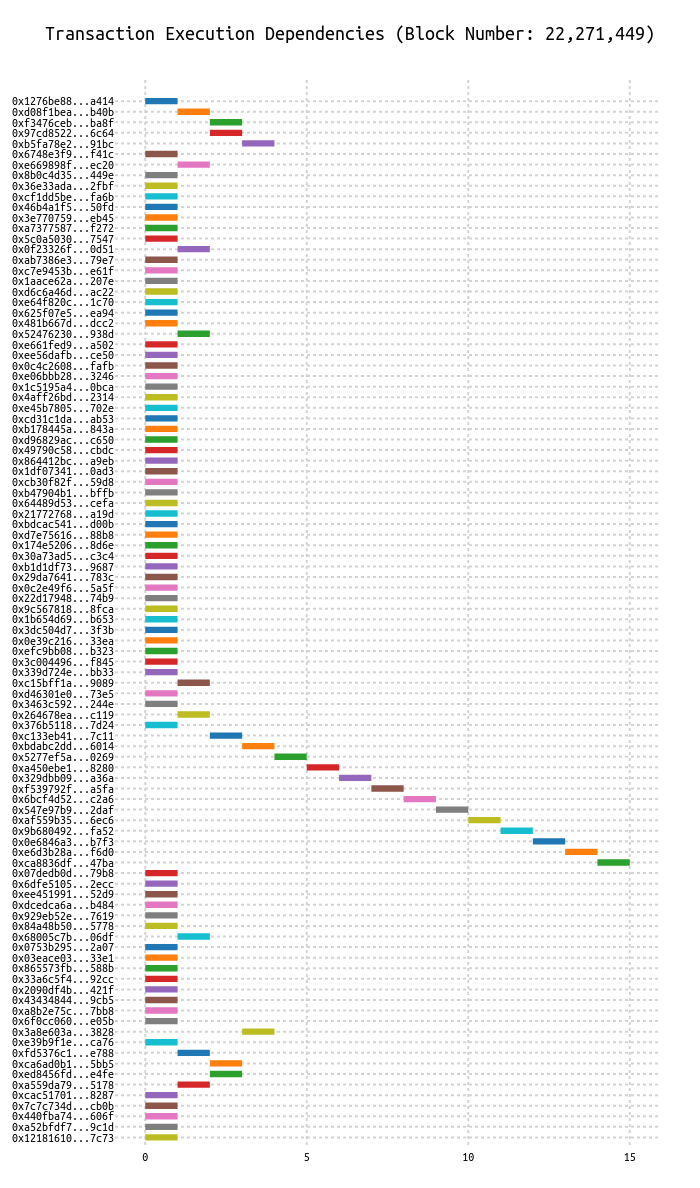 Transaction Execution Dependencies (Block Number: 22,271,449)
0x1276be88...a414
0xd08f1bea...b40b
0xf3476ceb...ba8f
0x97cd8522...6c64
0xb5fa78e2...91bc
0x6748e3f9...f41c
0xe669898f...ec20
0x8b0c4d35...449e
0x36e33ada...2fbf
0xcf1dd5be...fa6b
0x46b4a1f5...50fd
0x3e770759...eb45
0xa7377587...f272
0x5c0a5030...7547
0x0f23326f...0d51
0xab7386e3...79e7
0xc7e9453b...e61f
0x1aace62a...207e
0xd6c6a46d...ac22
0xe64f820c...1c70
0x625f07e5...ea94
0x481b667d...dcc2
0x52476230...938d
0xe661fed9...a502
0xee56dafb...ce50
0x0c4c2608...fafb
0xe06bbb28...3246
0x1c5195a4...0bca
0x4aff26bd...2314
0xe45b7805...702e
0xcd31c1da...ab53
0xb178445a...843a
0xd96829ac...c650
0x49790c58...cbdc
0x864412bc...a9eb
0x1df07341...0ad3
0xcb30f82f...59d8
0xb47904b1...bffb
0x64489d53...cefa
0x21772768...a19d
0xbdcac541...d00b
0xd7e75616...88b8
0x174e5206...8d6e
0x30a73ad5...c3c4
0xb1d1df73...9687
0x29da7641...783c
0x0c2e49f6...5a5f
0x22d17948...74b9
0x9c567818...8fca
0x1b654d69...b653
0x3dc504d7...3f3b
0x0e39c216...33ea
0xefc9bb08...b323
0x3c004496...f845
0x339d724e...bb33
0xc15bff1a...9089
0xd46301e0...73e5
0x3463c592...244e
0x264678ea...c119
0x376b5118...7d24
0xc133eb41...7c11
0xbdabc2dd...6014
0x5277ef5a...0269
0xa450ebe1...8280
0x329dbb09...a36a
0xf539792f...a5fa
0x6bcf4d52...c2a6
0x547e97b9...2daf
0xaf559b35...6ec6
0x9b680492...fa52
0x0e6846a3...b7f3
0xe6d3b28a...f6d0
0xca8836df...47ba
0x07dedb0d...79b8
0x6dfe5105...2ecc
0xee451991...52d9
0xdcedca6a...b484
0x929eb52e...7619
0x84a48b50...5778
0x68005c7b...06df
0x0753b295...2a07
0x03eace03...33e1
0x865573fb...588b
0x33a6c5f4...92cc
0x2090df4b...421f
0x43434844...9cb5
0xa8b2e75c...7bb8
0x6f0cc060...e05b
0x3a8e603a...3828
0xe39b9f1e...ca76
0xfd5376c1...e788
0xca6ad0b1...5bb5
0xed8456fd...e4fe
0xa559da79...5178
0xcac51701...8287
0x7c7c734d...cb0b
0x440fba74...606f
0xa52bfdf7...9c1d
0x12181610...7c73
0 5 10 15